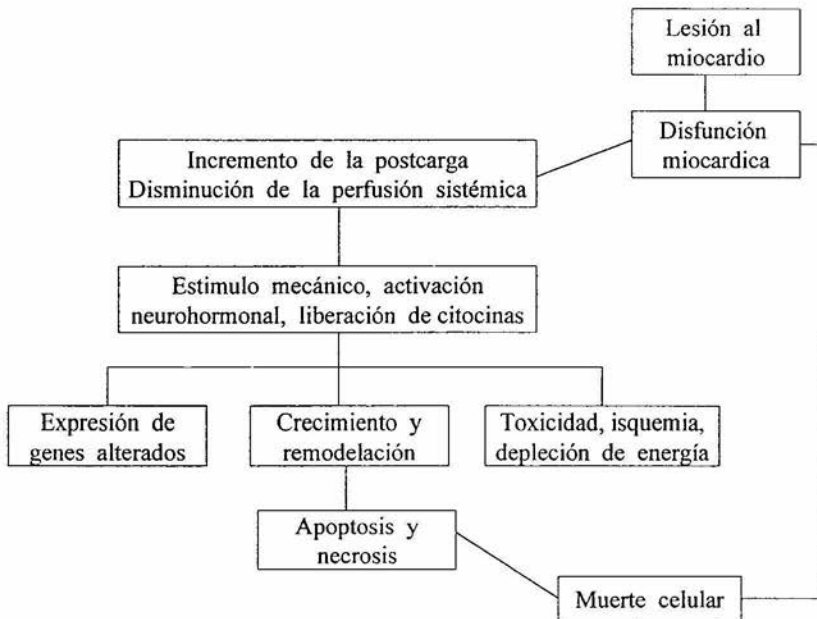 Lesión al
miocardio
Disfunción
miocardica
Incremento de la postcarga
Disminución de la perfusión sistémica
Estimulo mecánico, activación
neurohormonal, liberación de citocinas
Expresión de
genes alterados
Crecimiento y
remodelación
Toxicidad, isquemia,
depleción de energía
Apoptosis y
necrosis
Muerte celular